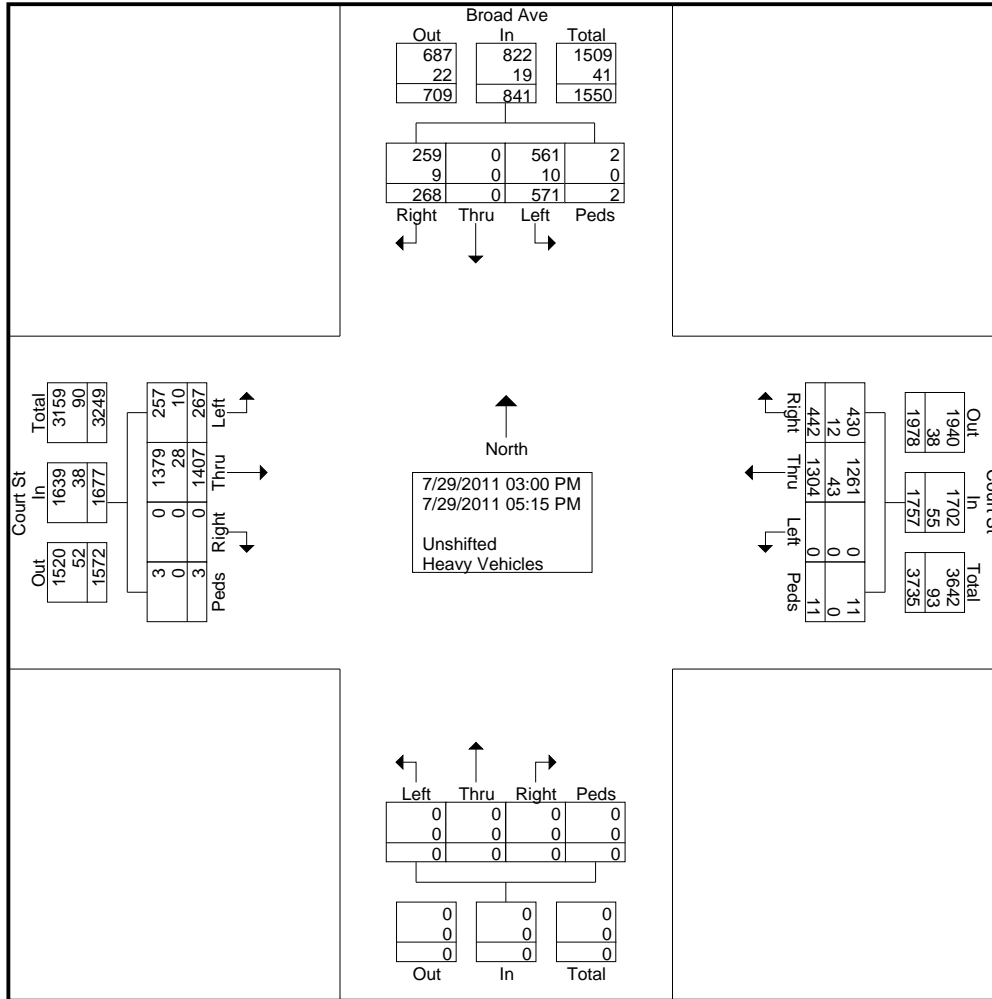 Broad Ave
Out In Total
687 822 1509
22 19 41
709 841 1550
259 0 561 2
9 0 10 0
268 0 571 2
Right Thru Left Peds
Court St
Total In Out
3159 1639 1520
90 38 52
3249 1677 1572
257 1379 0 3
10 28 0 0
267 1407 0 3
Left Thru Right Peds
North
7/29/2011 03:00 PM
7/29/2011 05:15 PM
Unshifted
Heavy Vehicles
Court St
Out In Total
1940 1702 3642
38 55 93
1978 1757 3735
430 1261 0 11
12 43 0 0
442 1304 0 11
Right Thru Left Peds
Left Thru Right Peds
0 0 0 0
0 0 0 0
0 0 0 0
0 0 0
0 0 0
0 0 0
Out In Total